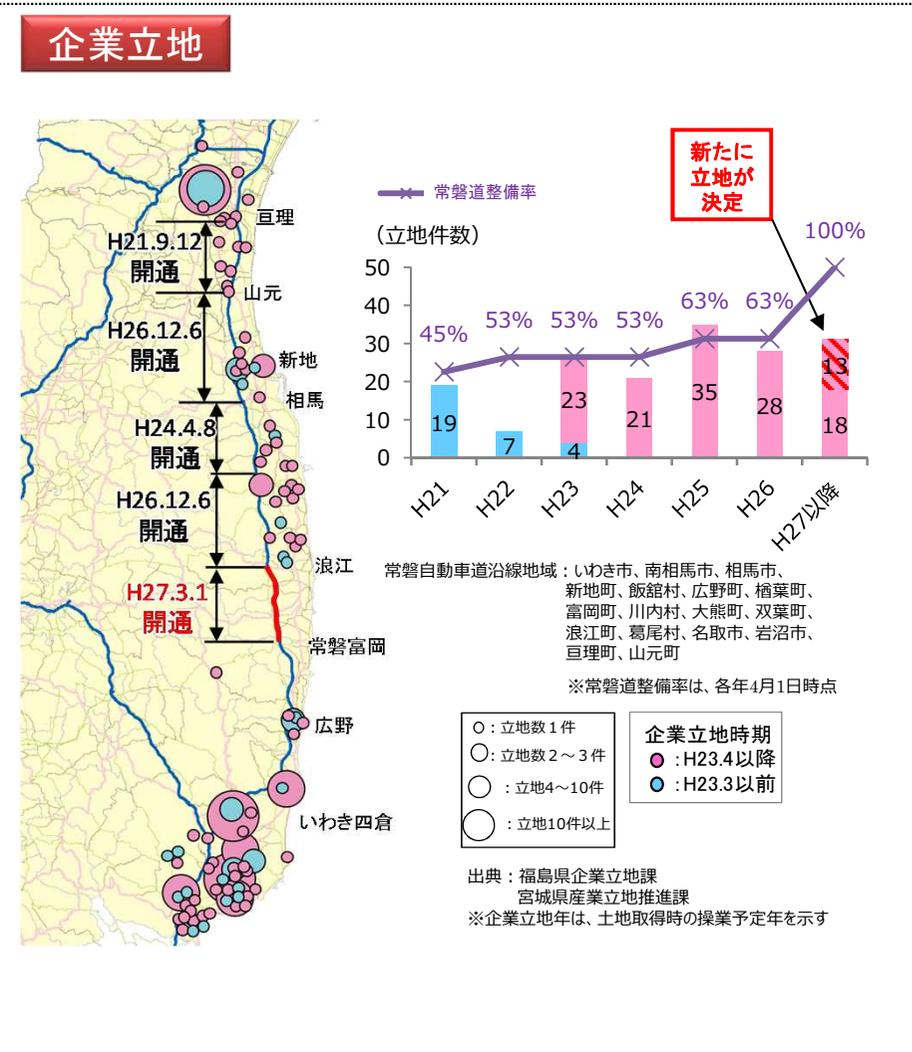 企業立地
亘理
H21.9.12
開通
山元
H26.12.6
開通
新地
相馬
H24.4.8
開通
H26.12.6
開通
浪江
H27.3.1
開通
常磐富岡
広野
いわき四倉
新たに
立地が
決定
常磐道整備率
(立地件数)
50
40
30
20
10
0
45%
53%
53%
53%
63%
63%
100%
19
7
4
23
21
35
28
18
13
H21
H22
H23
H24
H25
H26
H27以降
常磐自動車道沿線地域：いわき市、南相馬市、相馬市、
新地町、飯舘村、広野町、楢葉町、
富岡町、川内村、大熊町、双葉町、
浪江町、葛尾村、名取市、岩沼市、
亘理町、山元町
※常磐道整備率は、各年4月1日時点
：立地数１件
：立地数２～３件
：立地4～10件
：立地10件以上
企業立地時期
：H23.4以降
：H23.3以前
出典：福島県企業立地課
宮城県産業立地推進課
※企業立地年は、土地取得時の操業予定年を示す